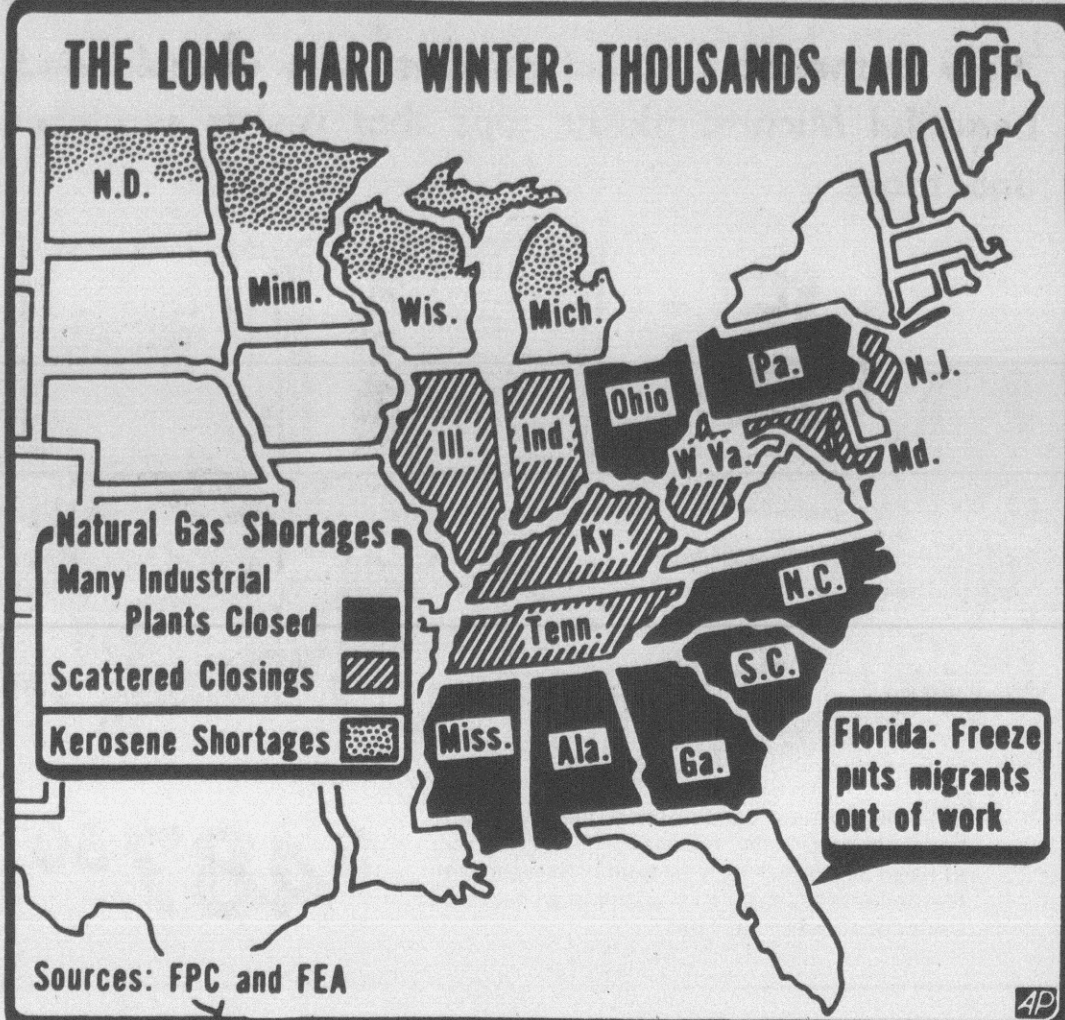 THE LONG, HARD WINTER: THOUSANDS LAID OFF
N.D.
Minn.
Wis.
Mich.
Pa.
N.J.
Ohio
Ill.
Ind.
W.Va.
Md.
Ky.
N.C.
Tenn.
S.C.
Miss.
Ala.
Ga.
Natural Gas Shortages
Many Industrial
Plants Closed
Scattered Closings
Kerosene Shortages
Florida: Freeze
puts migrants
out of work
Sources: FPC and FEA
AP